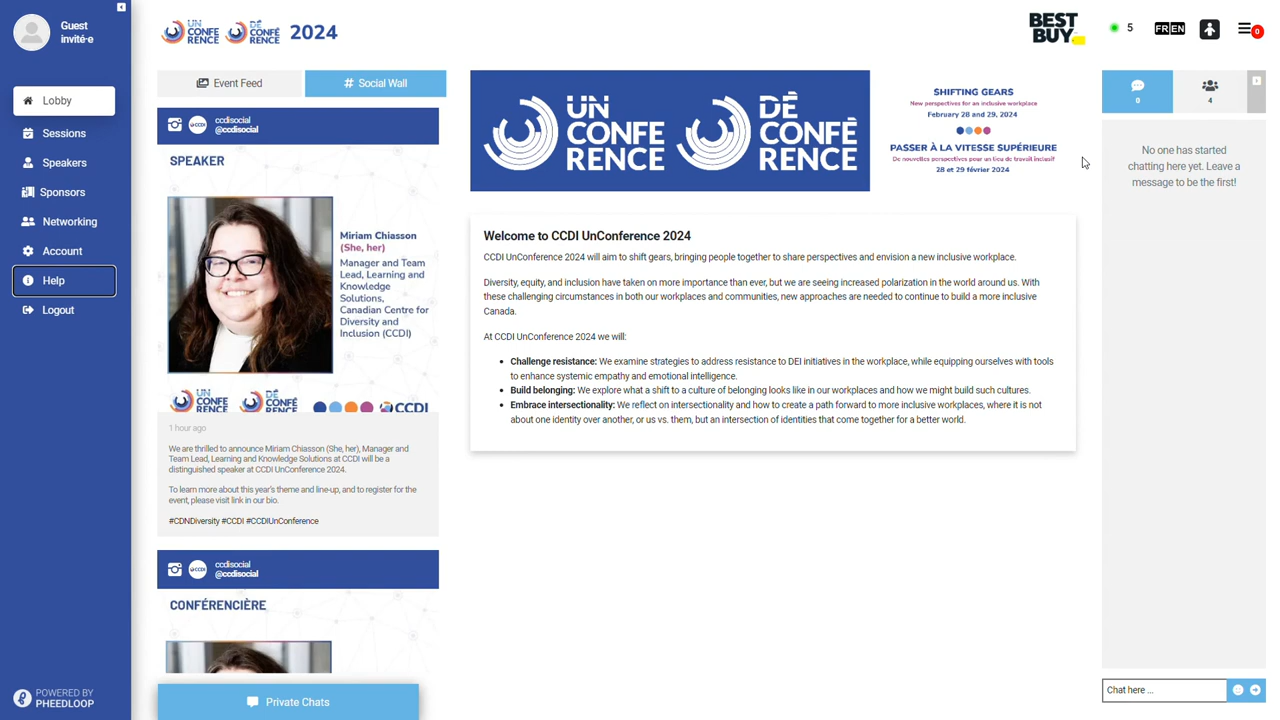 Guest
invité·e
Lobby
Sessions
Speakers
Sponsors
Networking
Account
Help
Logout
POWERED BY
PHEEDLOOP
UN
CONFE
RENCE
DÉ
CONFÉ
RENCE
2024
BEST
BUY
5
FR EN
0
Event Feed
# Social Wall
ccdisocial
@ccdisocial
SPEAKER
Miriam Chiasson
(She, her)
Manager and Team
Lead, Learning and
Knowledge
Solutions,
Canadian Centre for
Diversity and
Inclusion (CCDI)
UN
CONFE
RENCE
DÉ
CONFÉ
RENCE
CCDI
1 hour ago
We are thrilled to announce Miriam Chiasson (She, her), Manager and
Team Lead, Learning and Knowledge Solutions at CCDI will be a
distinguished speaker at CCDI UnConference 2024.
To learn more about this year's theme and line-up, and to register for the
event, please visit link in our bio.
#CDNDiversity #CCDI #CCDIUnConference
ccdisocial
@ccdisocial
CONFÉRENCIÈRE
Private Chats
UN
CONFE
RENCE
DÉ
CONFÉ
RENCE
SHIFTING GEARS
New perspectives for an inclusive workplace
February 28 and 29, 2024
PASSER À LA VITESSE SUPÉRIEURE
De nouvelles perspectives pour un lieu de travail inclusif
28 et 29 février 2024
Welcome to CCDI UnConference 2024
CCDI UnConference 2024 will aim to shift gears, bringing people together to share perspectives and envision a new inclusive workplace.
Diversity, equity, and inclusion have taken on more importance than ever, but we are seeing increased polarization in the world around us. With
these challenging circumstances in both our workplaces and communities, new approaches are needed to continue to build a more inclusive
Canada.
At CCDI UnConference 2024 we will:
• Challenge resistance: We examine strategies to address resistance to DEI initiatives in the workplace, while equipping ourselves with tools
to enhance systemic empathy and emotional intelligence.
• Build belonging: We explore what a shift to a culture of belonging looks like in our workplaces and how we might build such cultures.
• Embrace intersectionality: We reflect on intersectionality and how to create a path forward to more inclusive workplaces, where it is not
about one identity over another, or us vs. them, but an intersection of identities that come together for a better world.
0
4
No one has started
chatting here yet. Leave a
message to be the first!
Chat here ...